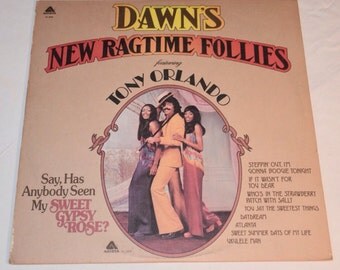 DAWN'S
NEW RAGTIME FOLLIES
featuring
TONY ORLANDO
Say, Has
Anybody Seen
My SWEET
GYPSY
ROSE?
STEPPIN' OUT, I'M
GONNA BOOGIE TONIGHT
IF IT WASN'T FOR
YOU DEAR
WHO'S IN THE STRAWBERRY
PATCH WITH SALLY
YOU SAY THE SWEETEST THINGS
DAYDREAM
ATLANTA
SWEET SUMMER DAYS OF MY LIFE
UKULELE MAN